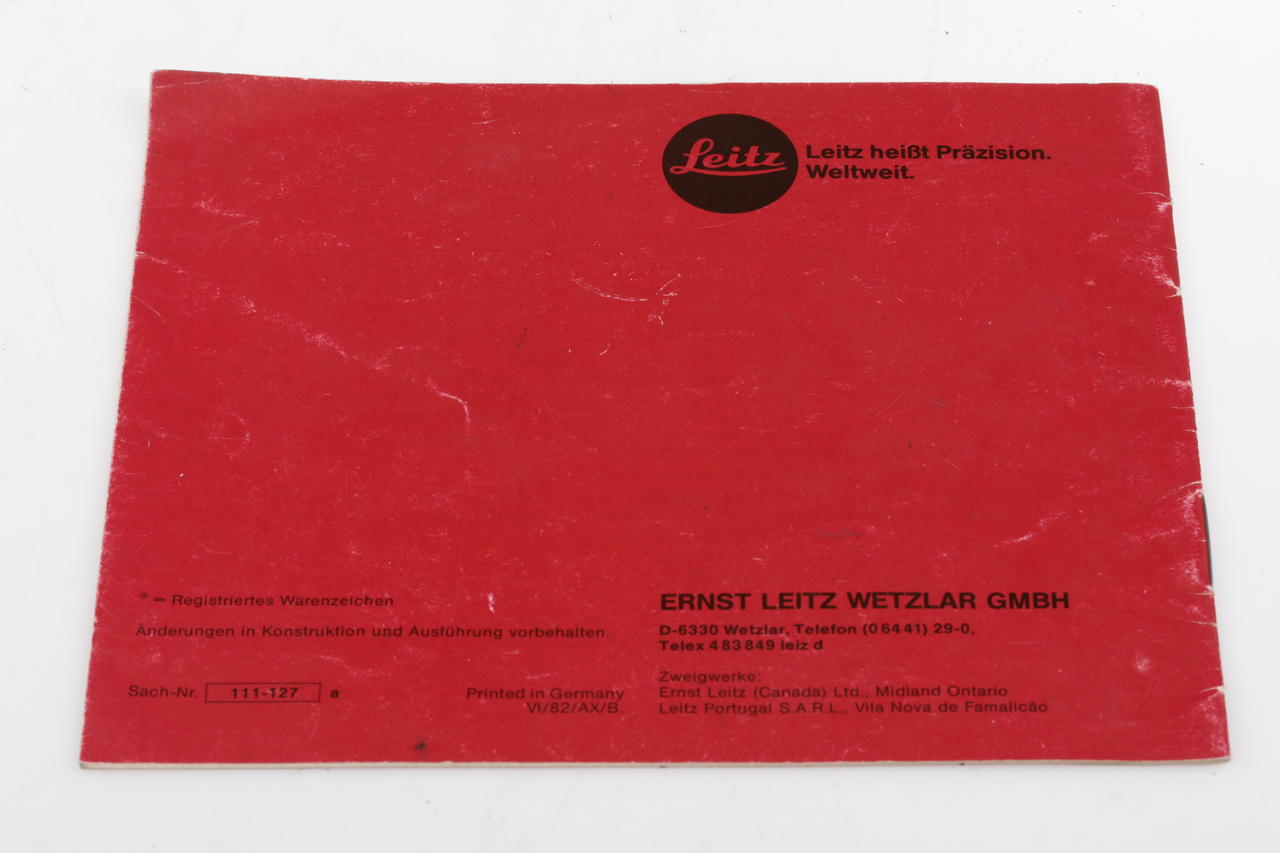 Leitz
Leitz heißt Präzision.
Weltweit.
® = Registriertes Warenzeichen
Änderungen in Konstruktion und Ausführung vorbehalten.
Sach-Nr. 111-127 a
Printed in Germany
VI/82/AX/B.
ERNST LEITZ WETZLAR GMBH
D-6330 Wetzlar, Telefon (0 64 41) 29-0,
Telex 4 83 849 leiz d
Zweigwerke:
Ernst Leitz (Canada) Ltd., Midland Ontario
Leitz Portugal S.A.R.L., Vila Nova de Famalicâo